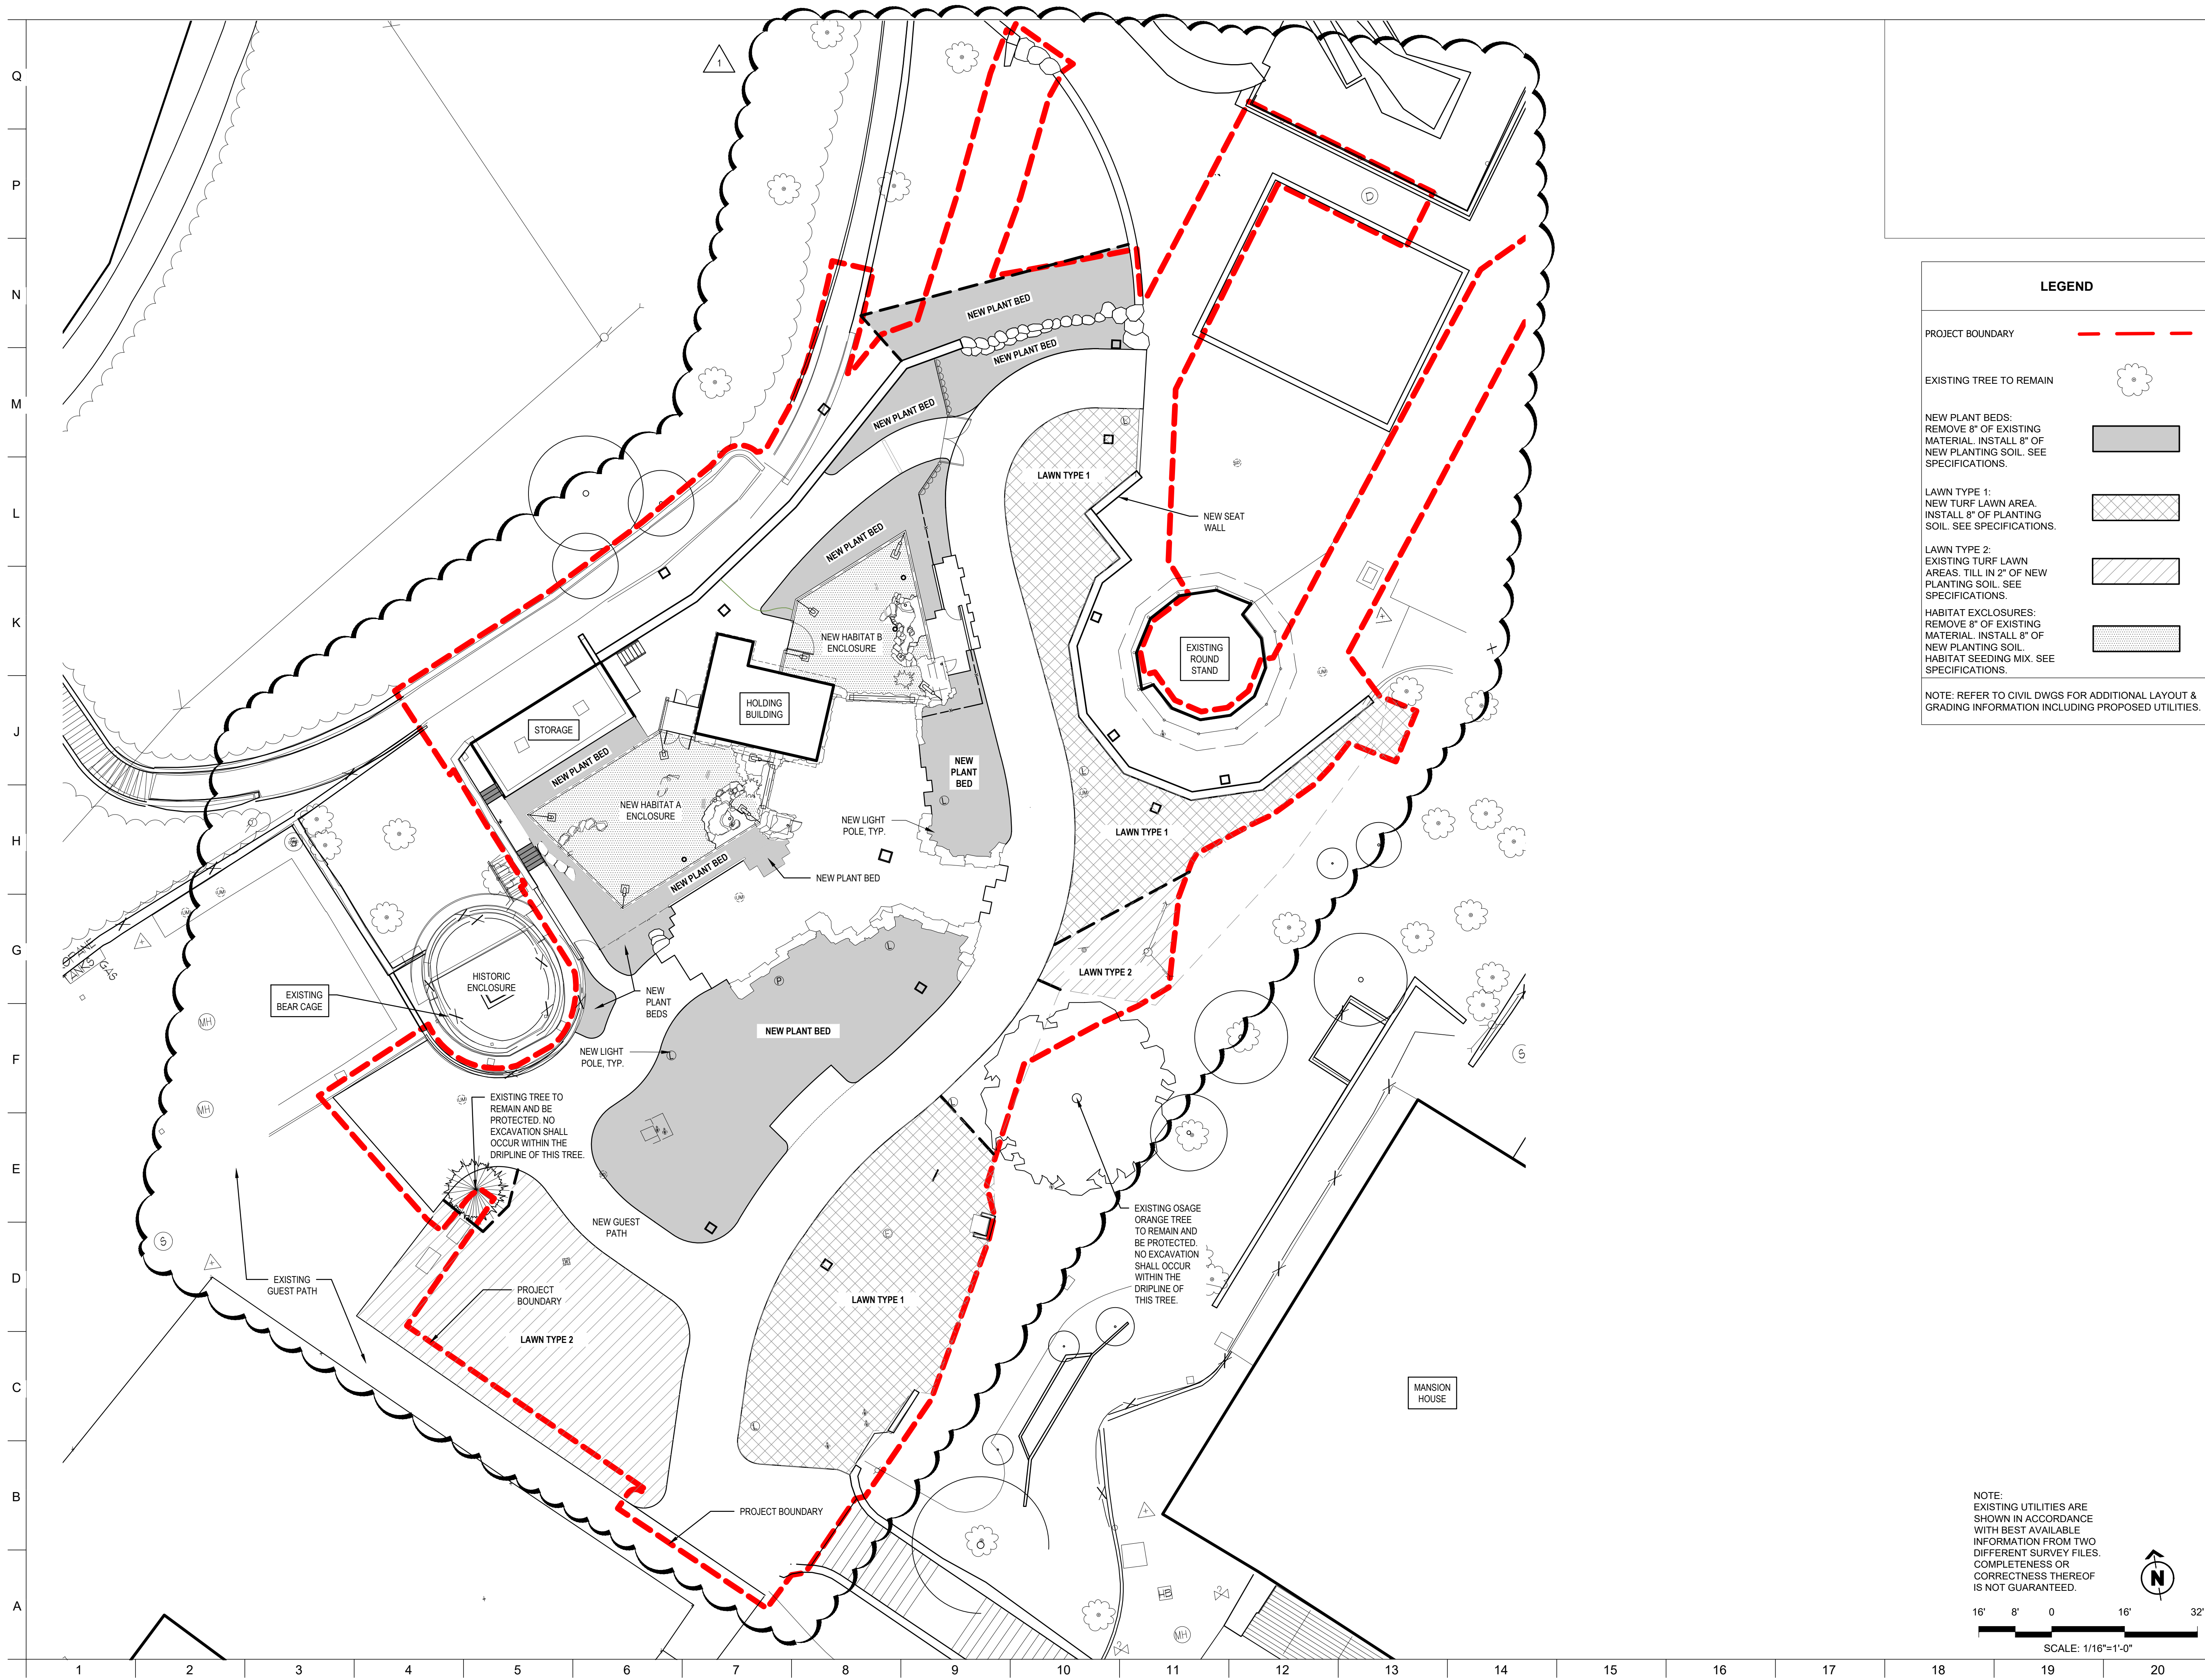 Q
P
N
M
L
K
J
H
G
F
E
D
C
B
A
1
2
3
4
5
6
7
8
9
10
11
12
13
14
15
16
17
18
19
20
1
D
NEW PLANT BED
NEW PLANT BED
NEW PLANT BED
NEW PLANT BED
LAWN TYPE 1
NEW SEAT
WALL
NEW HABITAT B
ENCLOSURE
EXISTING
ROUND
STAND
HOLDING
BUILDING
STORAGE
NEW PLANT BED
NEW
PLANT
BED
NEW HABITAT A
ENCLOSURE
NEW LIGHT
POLE, TYP.
LAWN TYPE 1
NEW PLANT BED
NEW PLANT BED
GAS
HISTORIC
ENCLOSURE
EXISTING
BEAR CAGE
NEW
PLANT
BEDS
LAWN TYPE 2
NEW PLANT BED
NEW LIGHT
POLE, TYP.
MH
MH
S
S
P
L
L
L
L
L
L
L
EXISTING TREE TO
REMAIN AND BE
PROTECTED. NO
EXCAVATION SHALL
OCCUR WITHIN THE
DRIPLINE OF THIS TREE.
NEW GUEST
PATH
EXISTING OSAGE
ORANGE TREE
TO REMAIN AND
BE PROTECTED.
NO EXCAVATION
SHALL OCCUR
WITHIN THE
DRIPLINE OF
THIS TREE.
EXISTING
GUEST PATH
PROJECT
BOUNDARY
LAWN TYPE 1
LAWN TYPE 2
MANSION
HOUSE
PROJECT BOUNDARY
HB
MH
LEGEND
PROJECT BOUNDARY
EXISTING TREE TO REMAIN
NEW PLANT BEDS:
REMOVE 8" OF EXISTING
MATERIAL. INSTALL 8" OF
NEW PLANTING SOIL. SEE
SPECIFICATIONS.
LAWN TYPE 1:
NEW TURF LAWN AREA.
INSTALL 8" OF PLANTING
SOIL. SEE SPECIFICATIONS.
LAWN TYPE 2:
EXISTING TURF LAWN
AREAS. TILL IN 2" OF NEW
PLANTING SOIL. SEE
SPECIFICATIONS.
HABITAT EXCLOSURES:
REMOVE 8" OF EXISTING
MATERIAL. INSTALL 8" OF
NEW PLANTING SOIL.
HABITAT SEEDING MIX. SEE
SPECIFICATIONS.
NOTE: REFER TO CIVIL DWGS FOR ADDITIONAL LAYOUT &
GRADING INFORMATION INCLUDING PROPOSED UTILITIES.
NOTE:
EXISTING UTILITIES ARE
SHOWN IN ACCORDANCE
WITH BEST AVAILABLE
INFORMATION FROM TWO
DIFFERENT SURVEY FILES.
COMPLETENESS OR
CORRECTNESS THEREOF
IS NOT GUARANTEED.
N
16' 8' 0 16' 32'
SCALE: 1/16"=1'-0"